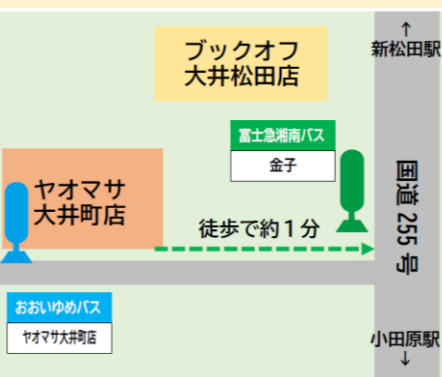 ↑
新松田駅
ブックオフ
大井松田店
富士急湘南バス
金子
ヤオマサ
大井町店
徒歩で約1分
国道255号
おおいゆめバス
ヤオマサ大井町店
小田原駅
↓